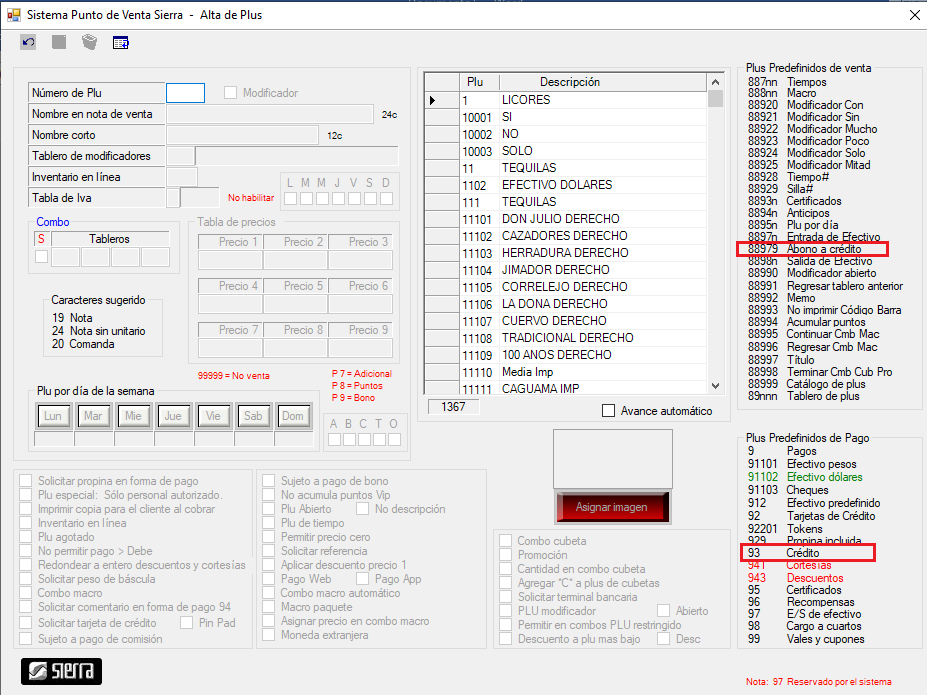 Sistema Punto de Venta Sierra - Alta de Plus
Número de Plu
Modificador
Nombre en nota de venta
24c
Nombre corto
12c
Tablero de modificadores
Inventario en línea
Tabla de Iva
No habilitar
L M M J V S D
Combo
S Tableros
Tabla de precios
Precio 1 Precio 2 Precio 3
Precio 4 Precio 5 Precio 6
Precio 7 Precio 8 Precio 9
Caracteres sugerido
19 Nota
24 Nota sin unitario
20 Comanda
99999 = No venta
P 7 = Adicional
P 8 = Puntos
P 9 = Bono
Plu por día de la semana
Lun Mar Mie Jue Vie Sab Dom
A B C T O
Plu Descripción
1 LICORES
10001 SI
10002 NO
10003 SOLO
11 TEQUILAS
1102 EFECTIVO DOLARES
111 TEQUILAS
11101 DON JULIO DERECHO
11102 CAZADORES DERECHO
11103 HERRADURA DERECHO
11104 JIMADOR DERECHO
11105 CORRELEJO DERECHO
11106 LA DONA DERECHO
11107 CUERVO DERECHO
11108 TRADICIONAL DERECHO
11109 100 ANOS DERECHO
11110 Media Imp
11111 CAGUAMA IMP
1367
Avance automático
Asignar imagen
Solicitar propina en forma de pago
Plu especial: Sólo personal autorizado.
Imprimir copia para el cliente al cobrar
Inventario en línea
Plu agotado
No permitir pago > Debe
Redondear a entero descuentos y cortesías
Solicitar peso de báscula
Combo macro
Solicitar comentario en forma de pago 94
Solicitar tarjeta de crédito
Pin Pad
Sujeto a pago de comisión
Sujeto a pago de bono
No acumula puntos Vip
Plu Abierto
No descripción
Plu de tiempo
Permitir precio cero
Solicitar referencia
Aplicar descuento precio 1
Pago Web
Pago App
Combo macro automático
Macro paquete
Asignar precio en combo macro
Moneda extranjera
Combo cubeta
Promoción
Cantidad en combo cubeta
Agregar "C" a plus de cubetas
Solicitar terminal bancaria
PLU modificador
Abierto
Permitir en combos PLU restringido
Descuento a plu mas bajo
Desc
Sierra
Plus Predefinidos de venta
887nn Tiempos
888nn Macro
88920 Modificador Con
88921 Modificador Sin
88922 Modificador Mucho
88923 Modificador Poco
88924 Modificador Solo
88925 Modificador Mitad
88928 Tiempo#
88929 Silla#
8893n Certificados
8894n Anticipos
8895n Plu por día
8897n Entrada de Efectivo
88979 Abono a crédito
8898n Salida de Efectivo
88990 Modificador abierto
88991 Regresar tablero anterior
88992 Memo
88993 No imprimir Código Barra
88994 Acumular puntos
88995 Continuar Cmb Mac
88996 Regresar Cmb Mac
88997 Título
88998 Terminar Cmb Cub Pro
88999 Catálogo de plus
89nnn Tablero de plus
Plus Predefinidos de Pago
9 Pagos
91101 Efectivo pesos
91102 Efectivo dólares
91103 Cheques
912 Efectivo predefinido
92 Tarjetas de Crédito
92201 Tokens
929 Propina incluida
93 Crédito
941 Cortesías
943 Descuentos
95 Certificados
96 Recompensas
97 E/S de efectivo
98 Cargo a cuartos
99 Vales y cupones
Nota: 97 Reservado por el sistema